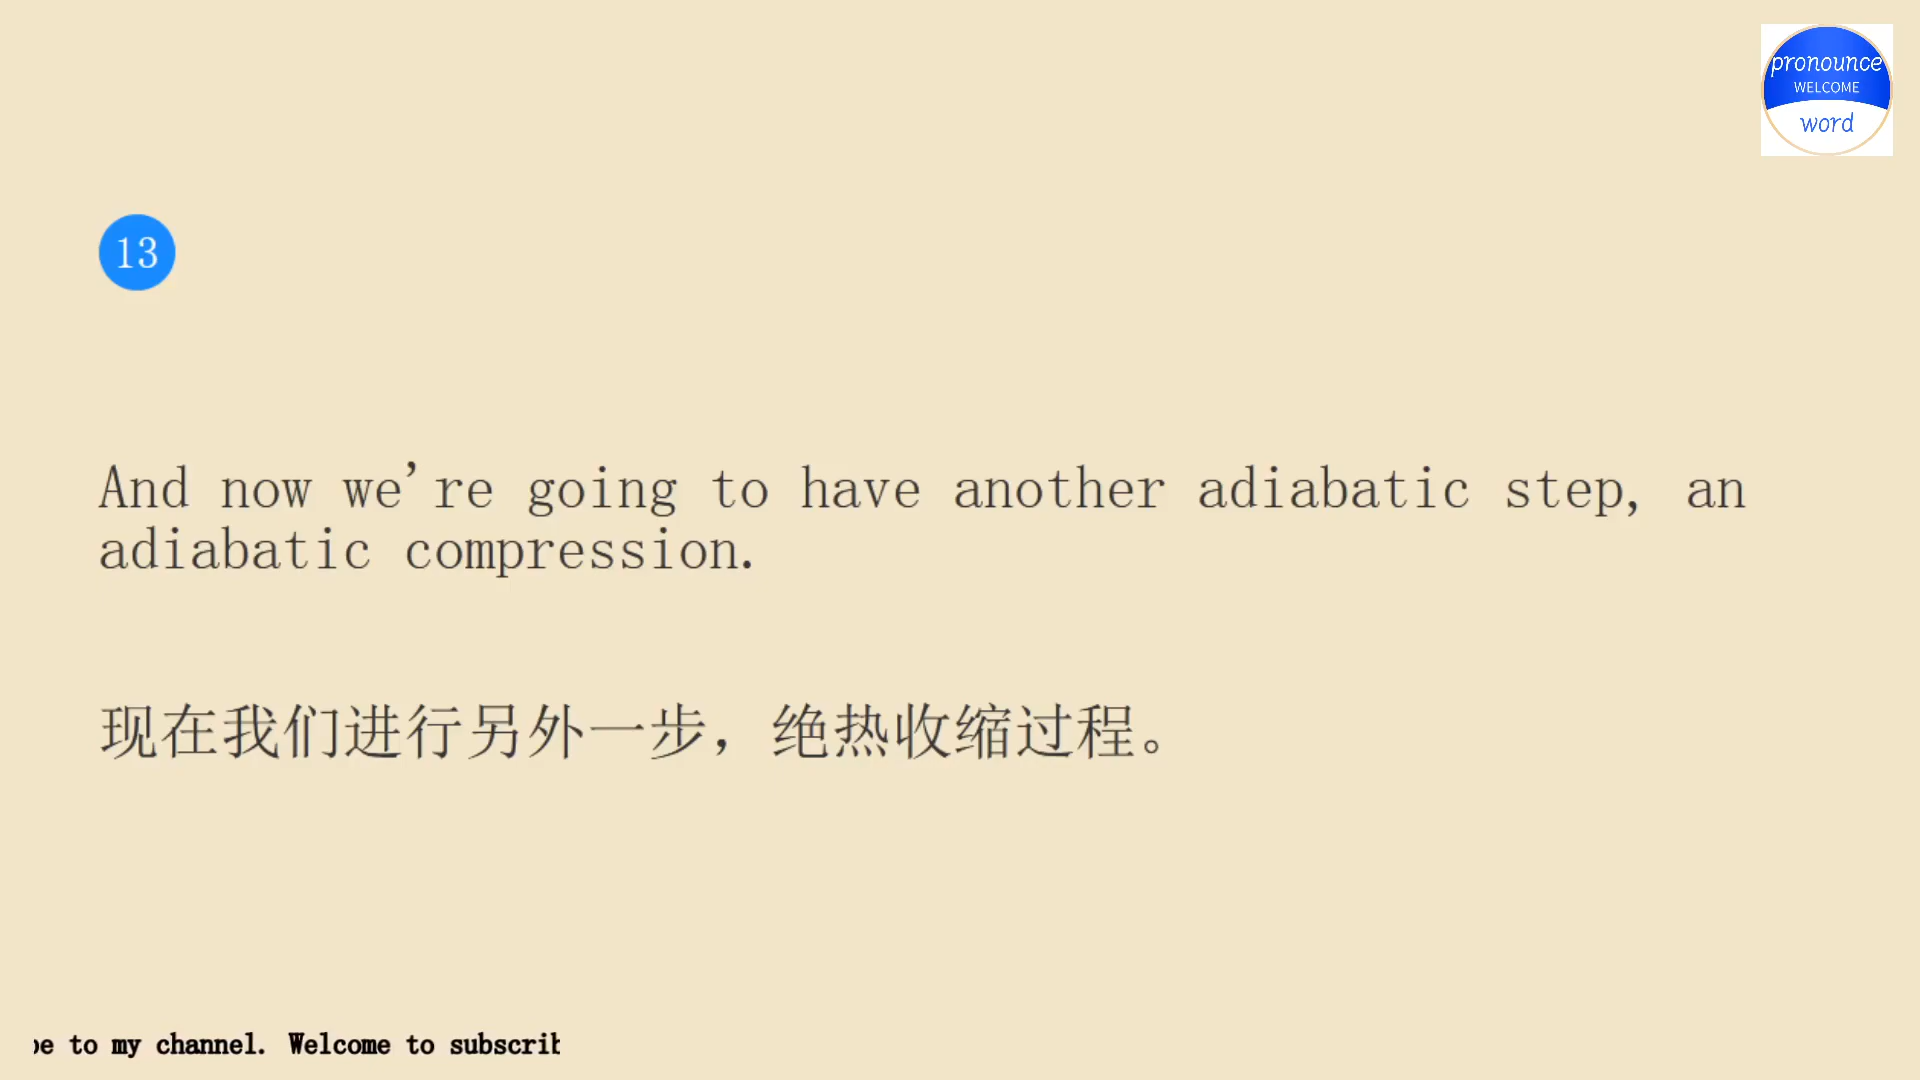 pronounce
WELCOME
word
13
And now we're going to have another adiabatic step, an
adiabatic compression.
现在我们进行另外一步，绝热收缩过程。
to my channel. Welcome to